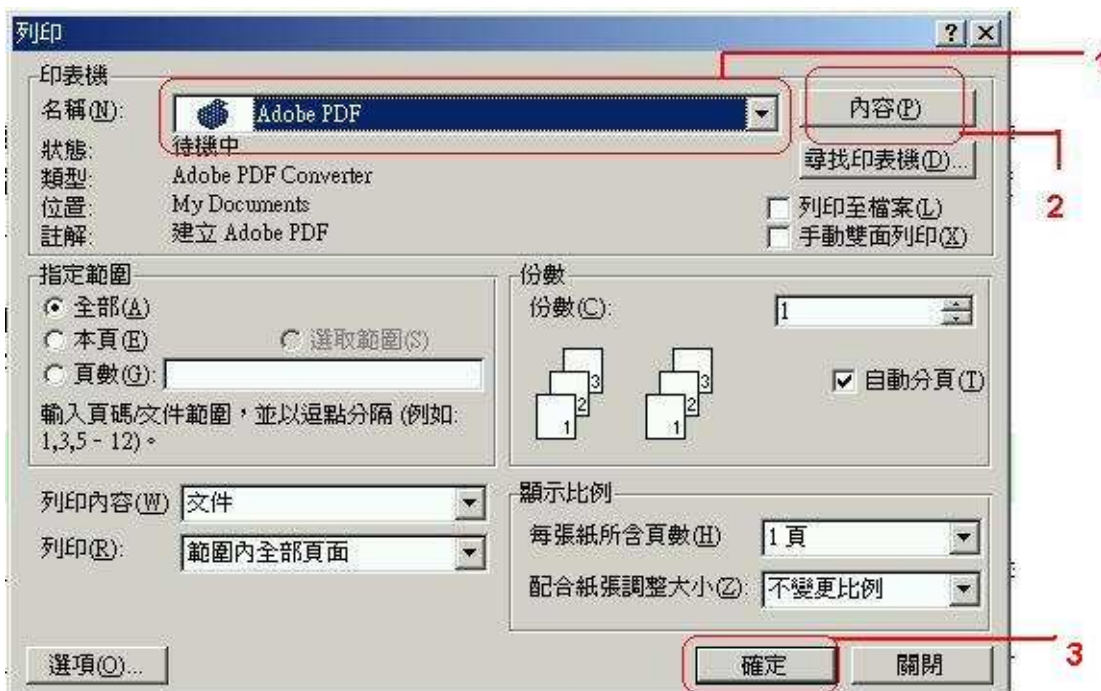 列印
印表機
名稱(N): Adobe PDF 內容(P)
狀態: 待機中 尋找印表機(D)...
類型: Adobe PDF Converter
位置: My Documents 列印至檔案(L)
註解: 建立 Adobe PDF 手動雙面列印(X)
1
2
指定範圍
全部(A)
本頁(E) 選取範圍(S)
頁數(G):
輸入頁碼/文件範圍,並以逗點分隔 (例如:
1,3,5 - 12)。
份數
份數(C): 1
3 3
2 2
1 1
自動分頁(T)
列印內容(W) 文件
列印(R): 範圍內全部頁面
顯示比例
每張紙所含頁數(H) 1 頁
配合紙張調整大小(Z): 不變更比例
選項(O)... 確定 關閉
3